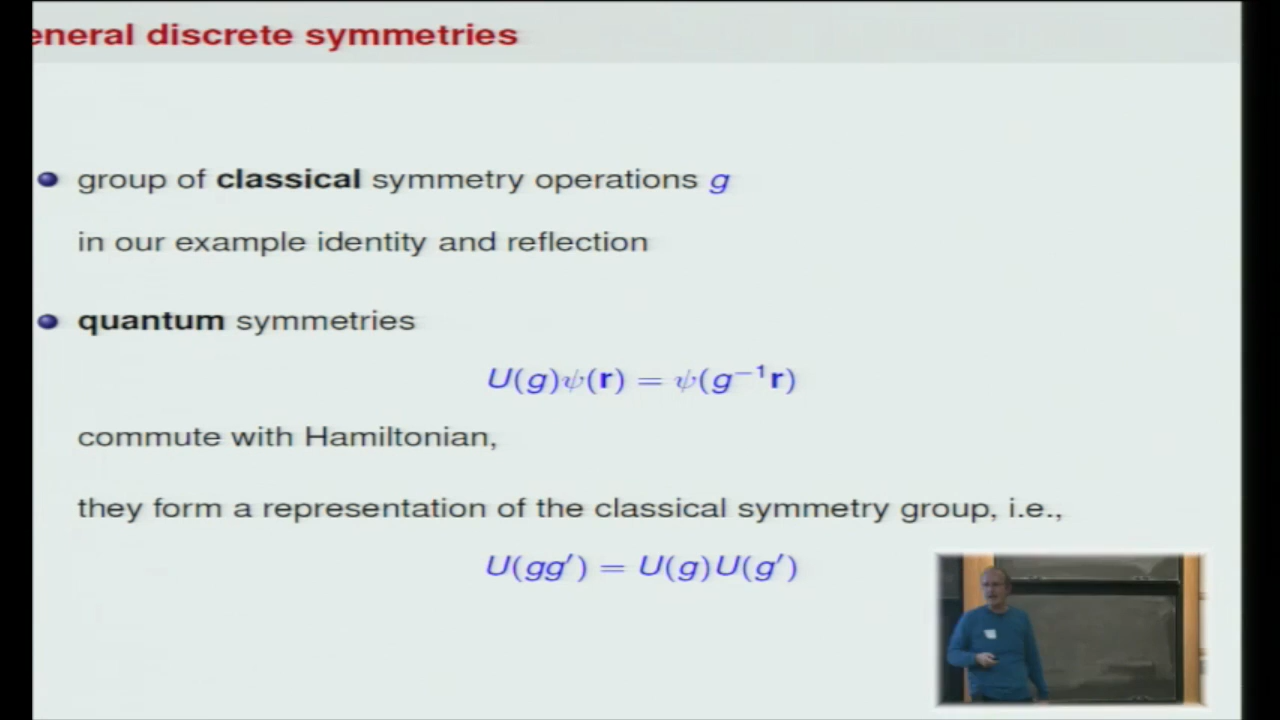 eneral discrete symmetries
group of classical symmetry operations g
in our example identity and reflection
quantum symmetries
U(g)ψ(r) = ψ(g⁻¹r)
commute with Hamiltonian,
they form a representation of the classical symmetry group, i.e.,
U(gg′) = U(g)U(g′)